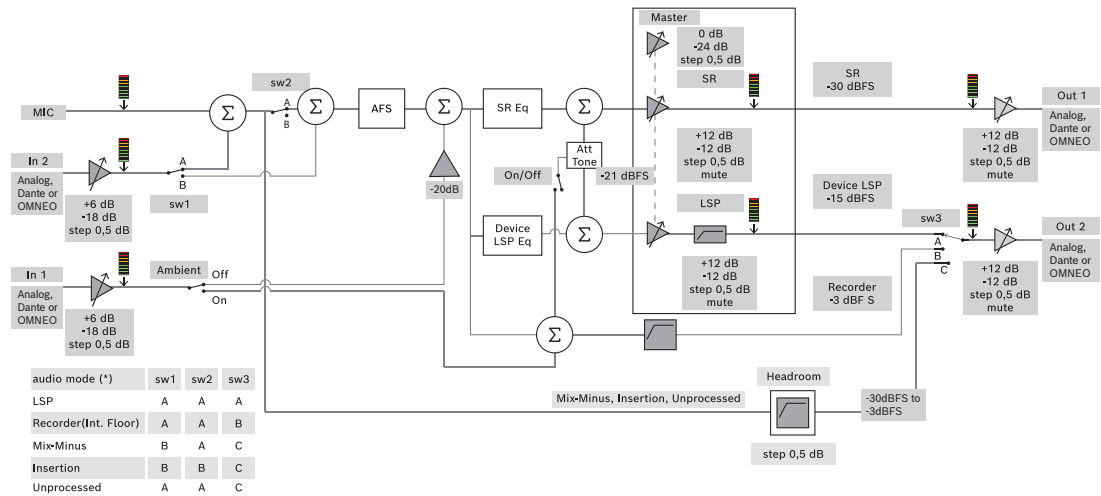 Master
0 dB
-24 dB
step 0,5 dB
sw2
A
B
SR
SR
-30 dBFS
MIC
Σ
Σ
AFS
Σ
SR Eq
Σ
Out 1
Analog,
Dante or
OMNEO
+12 dB
-12 dB
step 0,5 dB
mute
+12 dB
-12 dB
step 0,5 dB
mute
In 2
Analog,
Dante or
OMNEO
A
B
sw1
+6 dB
-18 dB
step 0,5 dB
-20dB
On/Off
Att
Tone
-21 dBFS
Device LSP
-15 dBFS
LSP
sw3
Device
LSP Eq
Σ
A
B
C
Out 2
Analog,
Dante or
OMNEO
+12 dB
-12 dB
step 0,5 dB
mute
+12 dB
-12 dB
step 0,5 dB
mute
In 1
Analog,
Dante or
OMNEO
Ambient
Off
On
+6 dB
-18 dB
step 0,5 dB
Recorder
-3 dBF S
Σ
audio mode (*) sw1 sw2 sw3
LSP A A A
Recorder(Int. Floor) A A B
Mix-Minus B A C
Insertion B B C
Unprocessed A A C
Mix-Minus, Insertion, Unprocessed
Headroom
step 0,5 dB
-30dBFS to
-3dBFS